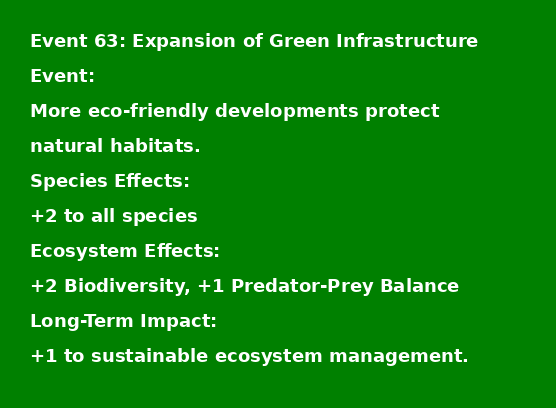 Event 63: Expansion of Green Infrastructure
Event:
More eco-friendly developments protect
natural habitats.
Species Effects:
+2 to all species
Ecosystem Effects:
+2 Biodiversity, +1 Predator-Prey Balance
Long-Term Impact:
+1 to sustainable ecosystem management.